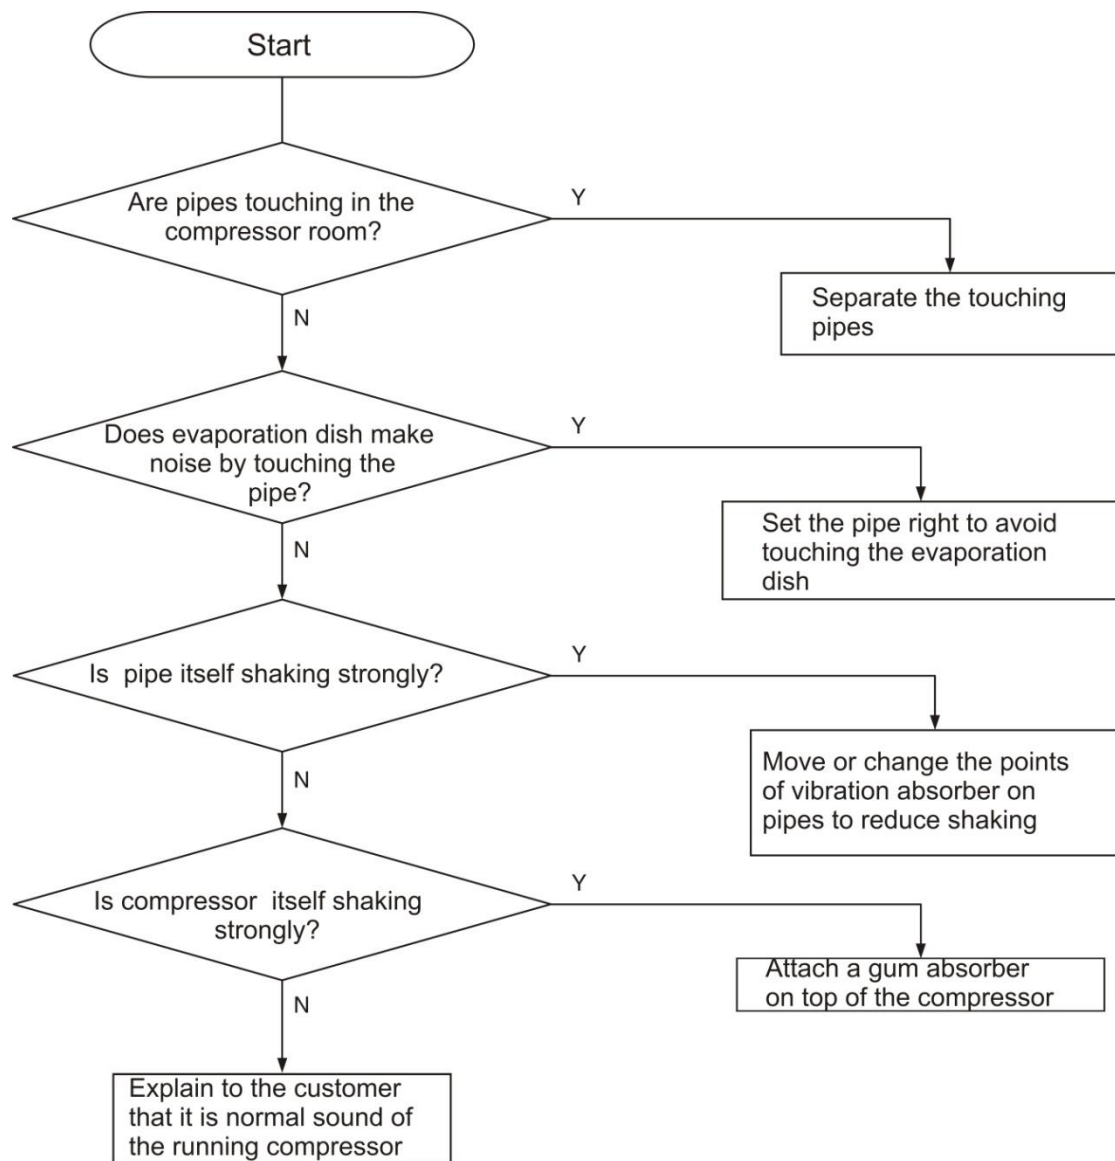 Start
Are pipes touching in the
compressor room?
Y
Separate the touching
pipes
N
Does evaporation dish make
noise by touching the
pipe?
Y
Set the pipe right to avoid
touching the evaporation
dish
N
Is pipe itself shaking strongly?
Y
Move or change the points
of vibration absorber on
pipes to reduce shaking
N
Is compressor itself shaking
strongly?
Y
Attach a gum absorber
on top of the compressor
N
Explain to the customer
that it is normal sound of
the running compressor